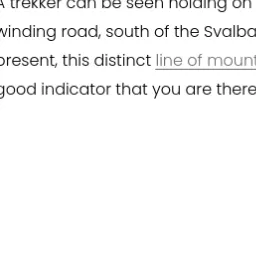 A trekker can be seen holding on
winding road, south of the Svalba
present, this distinct line of mount
good indicator that you are there